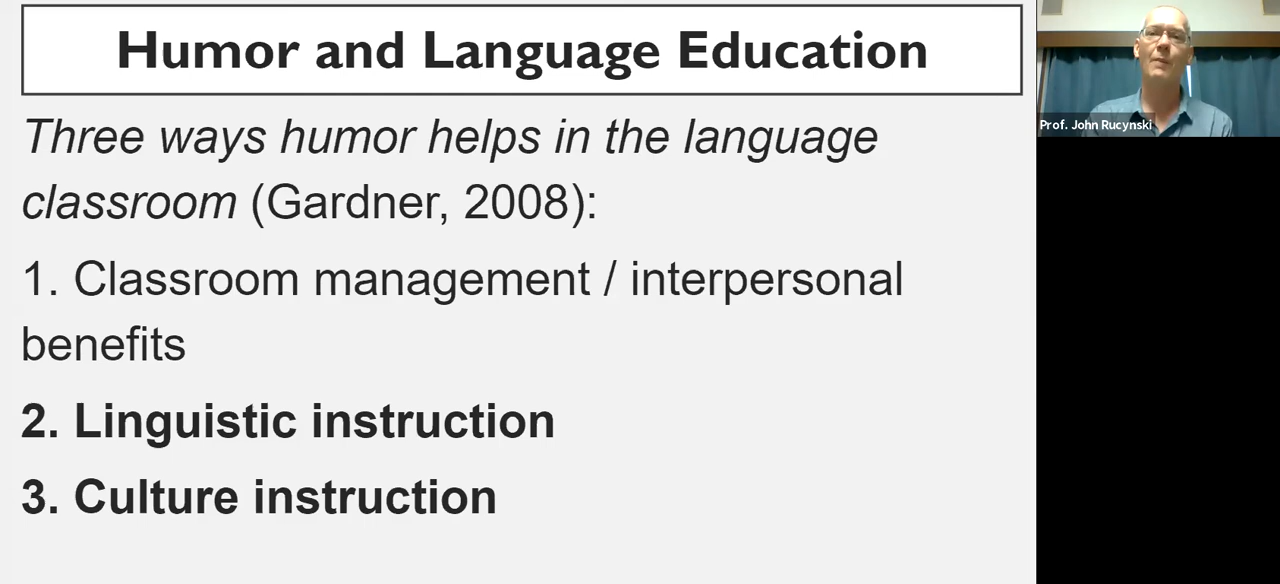 Humor and Language Education
Three ways humor helps in the language
classroom (Gardner, 2008):
1. Classroom management / interpersonal
benefits
2. Linguistic instruction
3. Culture instruction
Prof. John Rucynski